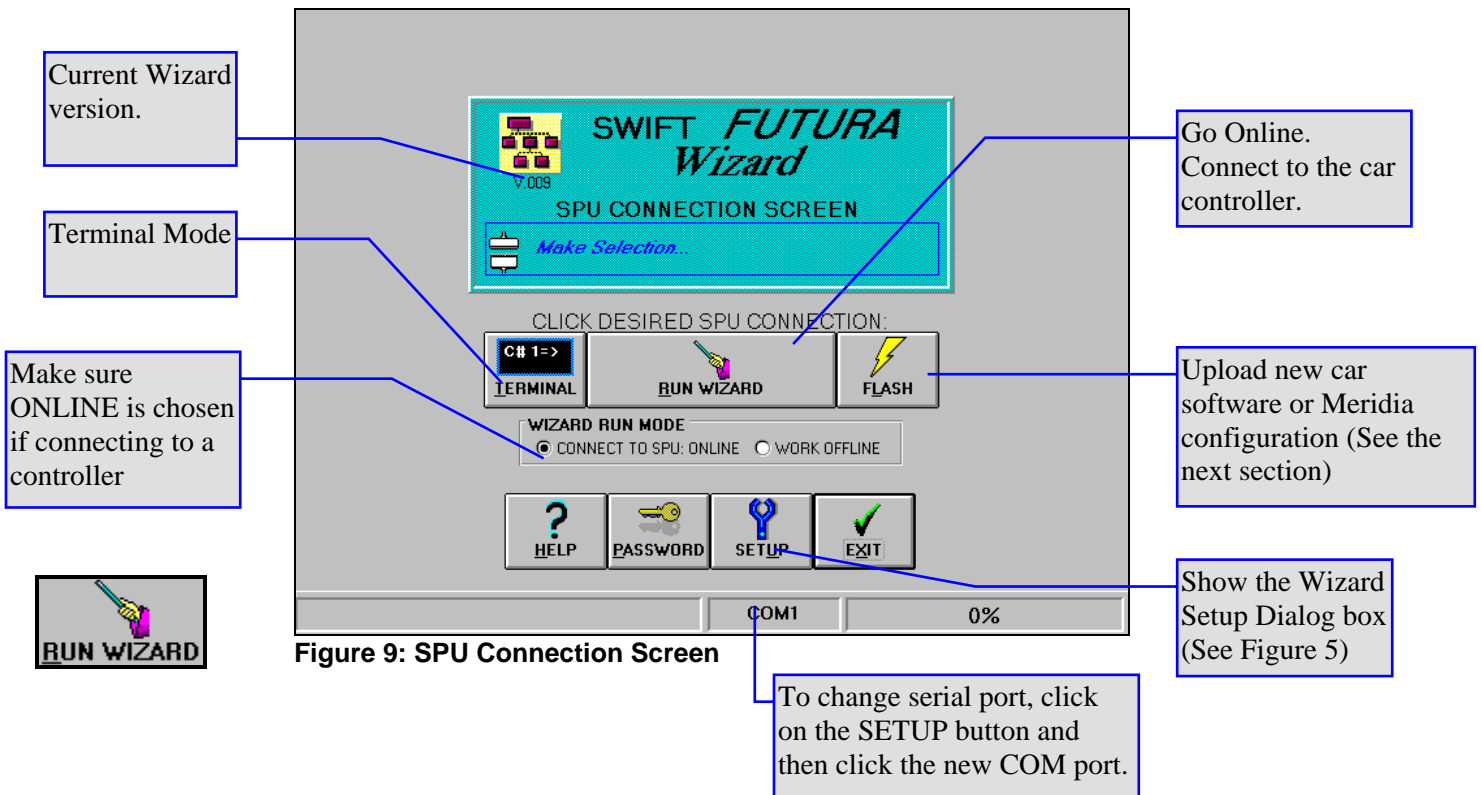 Current Wizard
version.
Terminal Mode
Make sure
ONLINE is chosen
if connecting to a
controller
RUN WIZARD
SWIFT FUTURA
Wizard
V.009
SPU CONNECTION SCREEN
Make Selection...
CLICK DESIRED SPU CONNECTION:
C# 1=>
TERMINAL
RUN WIZARD
FLASH
WIZARD RUN MODE
CONNECT TO SPU: ONLINE WORK OFFLINE
?
HELP
PASSWORD
SETUP
EXIT
COM1
0%
Figure 9: SPU Connection Screen
Go Online.
Connect to the car
controller.
Upload new car
software or Meridia
configuration (See the
next section)
Show the Wizard
Setup Dialog box
(See Figure 5)
To change serial port, click
on the SETUP button and
then click the new COM port.